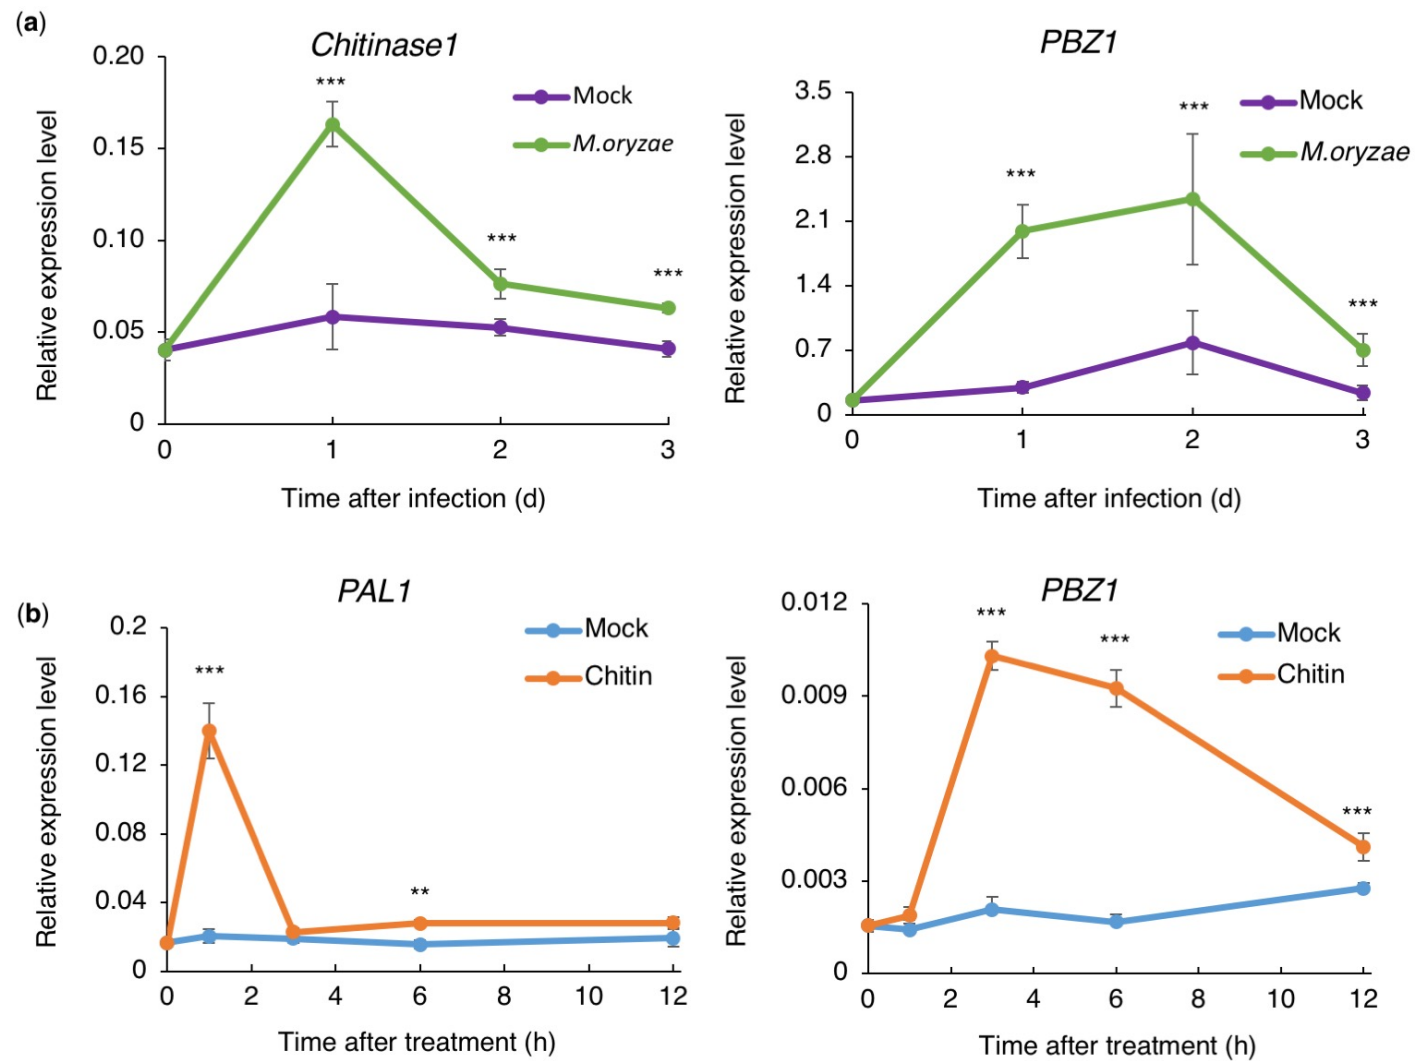 (a)
Chitinase1
0.20
0.15
0.10
0.05
0
Relative expression level
***
***
***
Mock
M.oryzae
0 1 2 3
Time after infection (d)
PBZ1
3.5
2.8
2.1
1.4
0.7
0
Relative expression level
***
***
***
Mock
M.oryzae
0 1 2 3
Time after infection (d)
(b)
PAL1
0.2
0.16
0.12
0.08
0.04
0
Relative expression level
***
**
Mock
Chitin
0 2 4 6 8 10 12
Time after treatment (h)
PBZ1
0.012
0.009
0.006
0.003
0
Relative expression level
***
***
***
Mock
Chitin
0 2 4 6 8 10 12
Time after treatment (h)